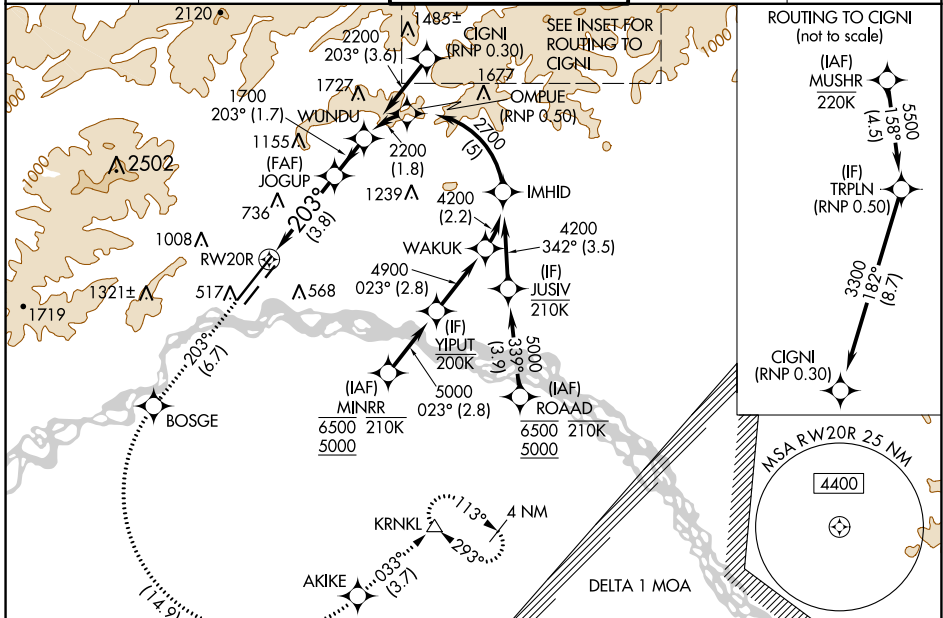 2120
1485±
2200
203° (3.6)
CIGNI
(RNP 0.30)
SEE INSET FOR
ROUTING TO
CIGNI
1000
1727
1677
1700
203° (1.7)
WUNDU
OMPUE
(RNP 0.50)
1155
2200
(1.8)
2700
(5)
1000
2502
(FAF)
JOGUP
736
1239
203°
(3.8)
IMHID
4200
(2.2)
4200
342° (3.5)
1008
RW20R
WAKUK
4900
023° (2.8)
(IF)
JUSIV
210K
1321±
517
568
1719
(IF)
YIPUT
200K
5000
339°
(3.9)
203°
(6.7)
(IAF)
MINRR
6500 210K
5000
5000
023° (2.8)
(IAF)
ROAAD
6500 210K
5000
BOSGE
KRNKL
113°
4 NM
293°
033°
(3.7)
AKIKE
(14.9)
DELTA 1 MOA
ROUTING TO CIGNI
(not to scale)
(IAF)
MUSHR
220K
5500
158°
(4.5)
(IF)
TRPLN
(RNP 0.50)
3300
182°
(8.7)
CIGNI
(RNP 0.30)
MSA RW20R 25 NM
4400